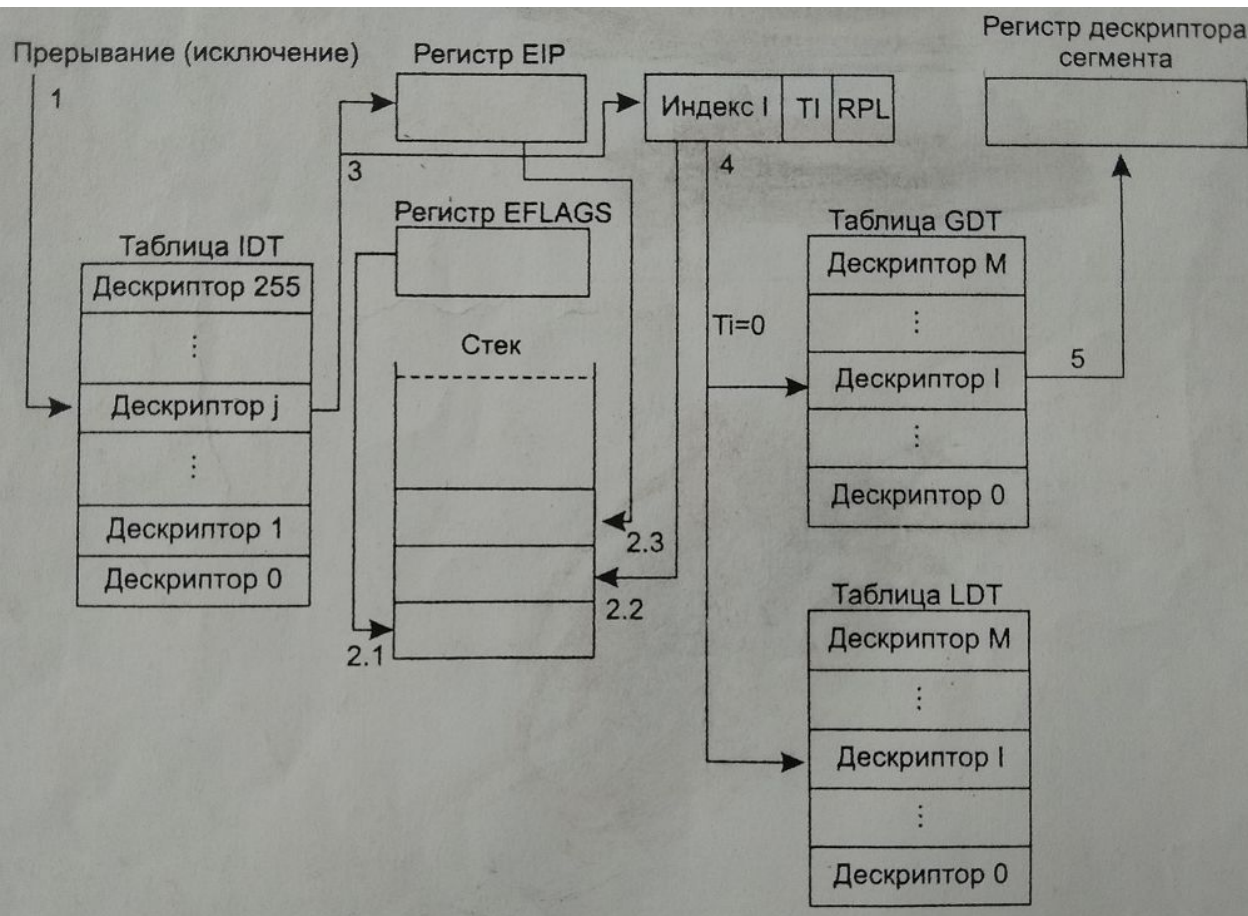 Прерывание (исключение)
1
Регистр EIP
Регистр дескриптора
сегмента
Индекс I TI RPL
3
4
Регистр EFLAGS
Таблица IDT
Дескриптор 255
⋮
Дескриптор j
⋮
Дескриптор 1
Дескриптор 0
Стек
2.3
2.2
2.1
Ti=0
Таблица GDT
Дескриптор M
⋮
Дескриптор I
⋮
Дескриптор 0
5
Таблица LDT
Дескриптор M
⋮
Дескриптор I
⋮
Дескриптор 0